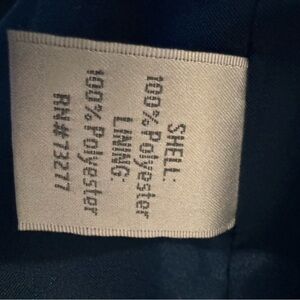 SHELL:
100% Polyester
LINING:
100% Polyester
RN#73277